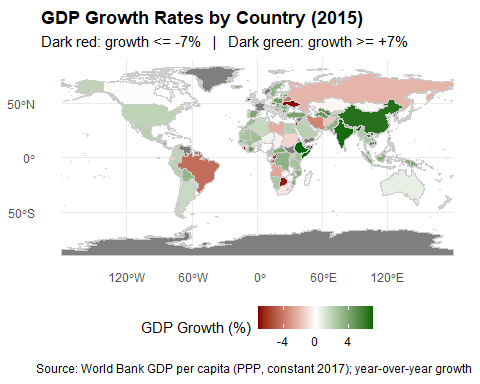 GDP Growth Rates by Country (2015)
Dark red: growth <= -7%   |   Dark green: growth >= +7%
50°N
0°
50°S
120°W 60°W 0° 60°E 120°E
GDP Growth (%)
-4 0 4
Source: World Bank GDP per capita (PPP, constant 2017); year-over-year growth